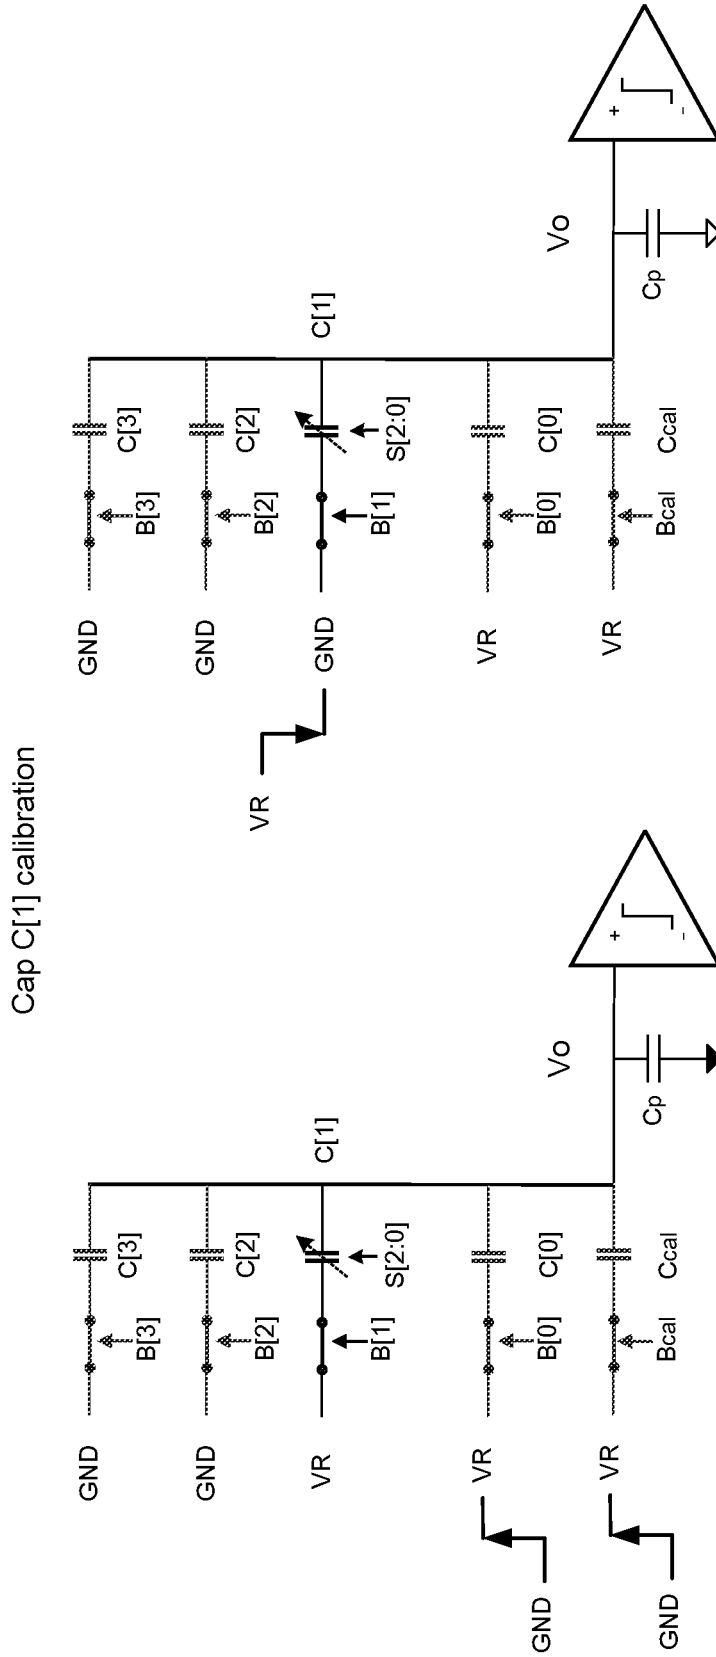 Cap C[1] calibration
GND
B[3]
C[3]
GND
B[2]
C[2]
VR
B[1]
S[2:0]
C[1]
GND
VR
B[0]
C[0]
GND
VR
Bcal
Ccal
Vo
Cp
+
-
GND
B[3]
C[3]
GND
B[2]
C[2]
VR
GND
B[1]
S[2:0]
C[1]
VR
B[0]
C[0]
VR
Bcal
Ccal
Vo
Cp
+
-